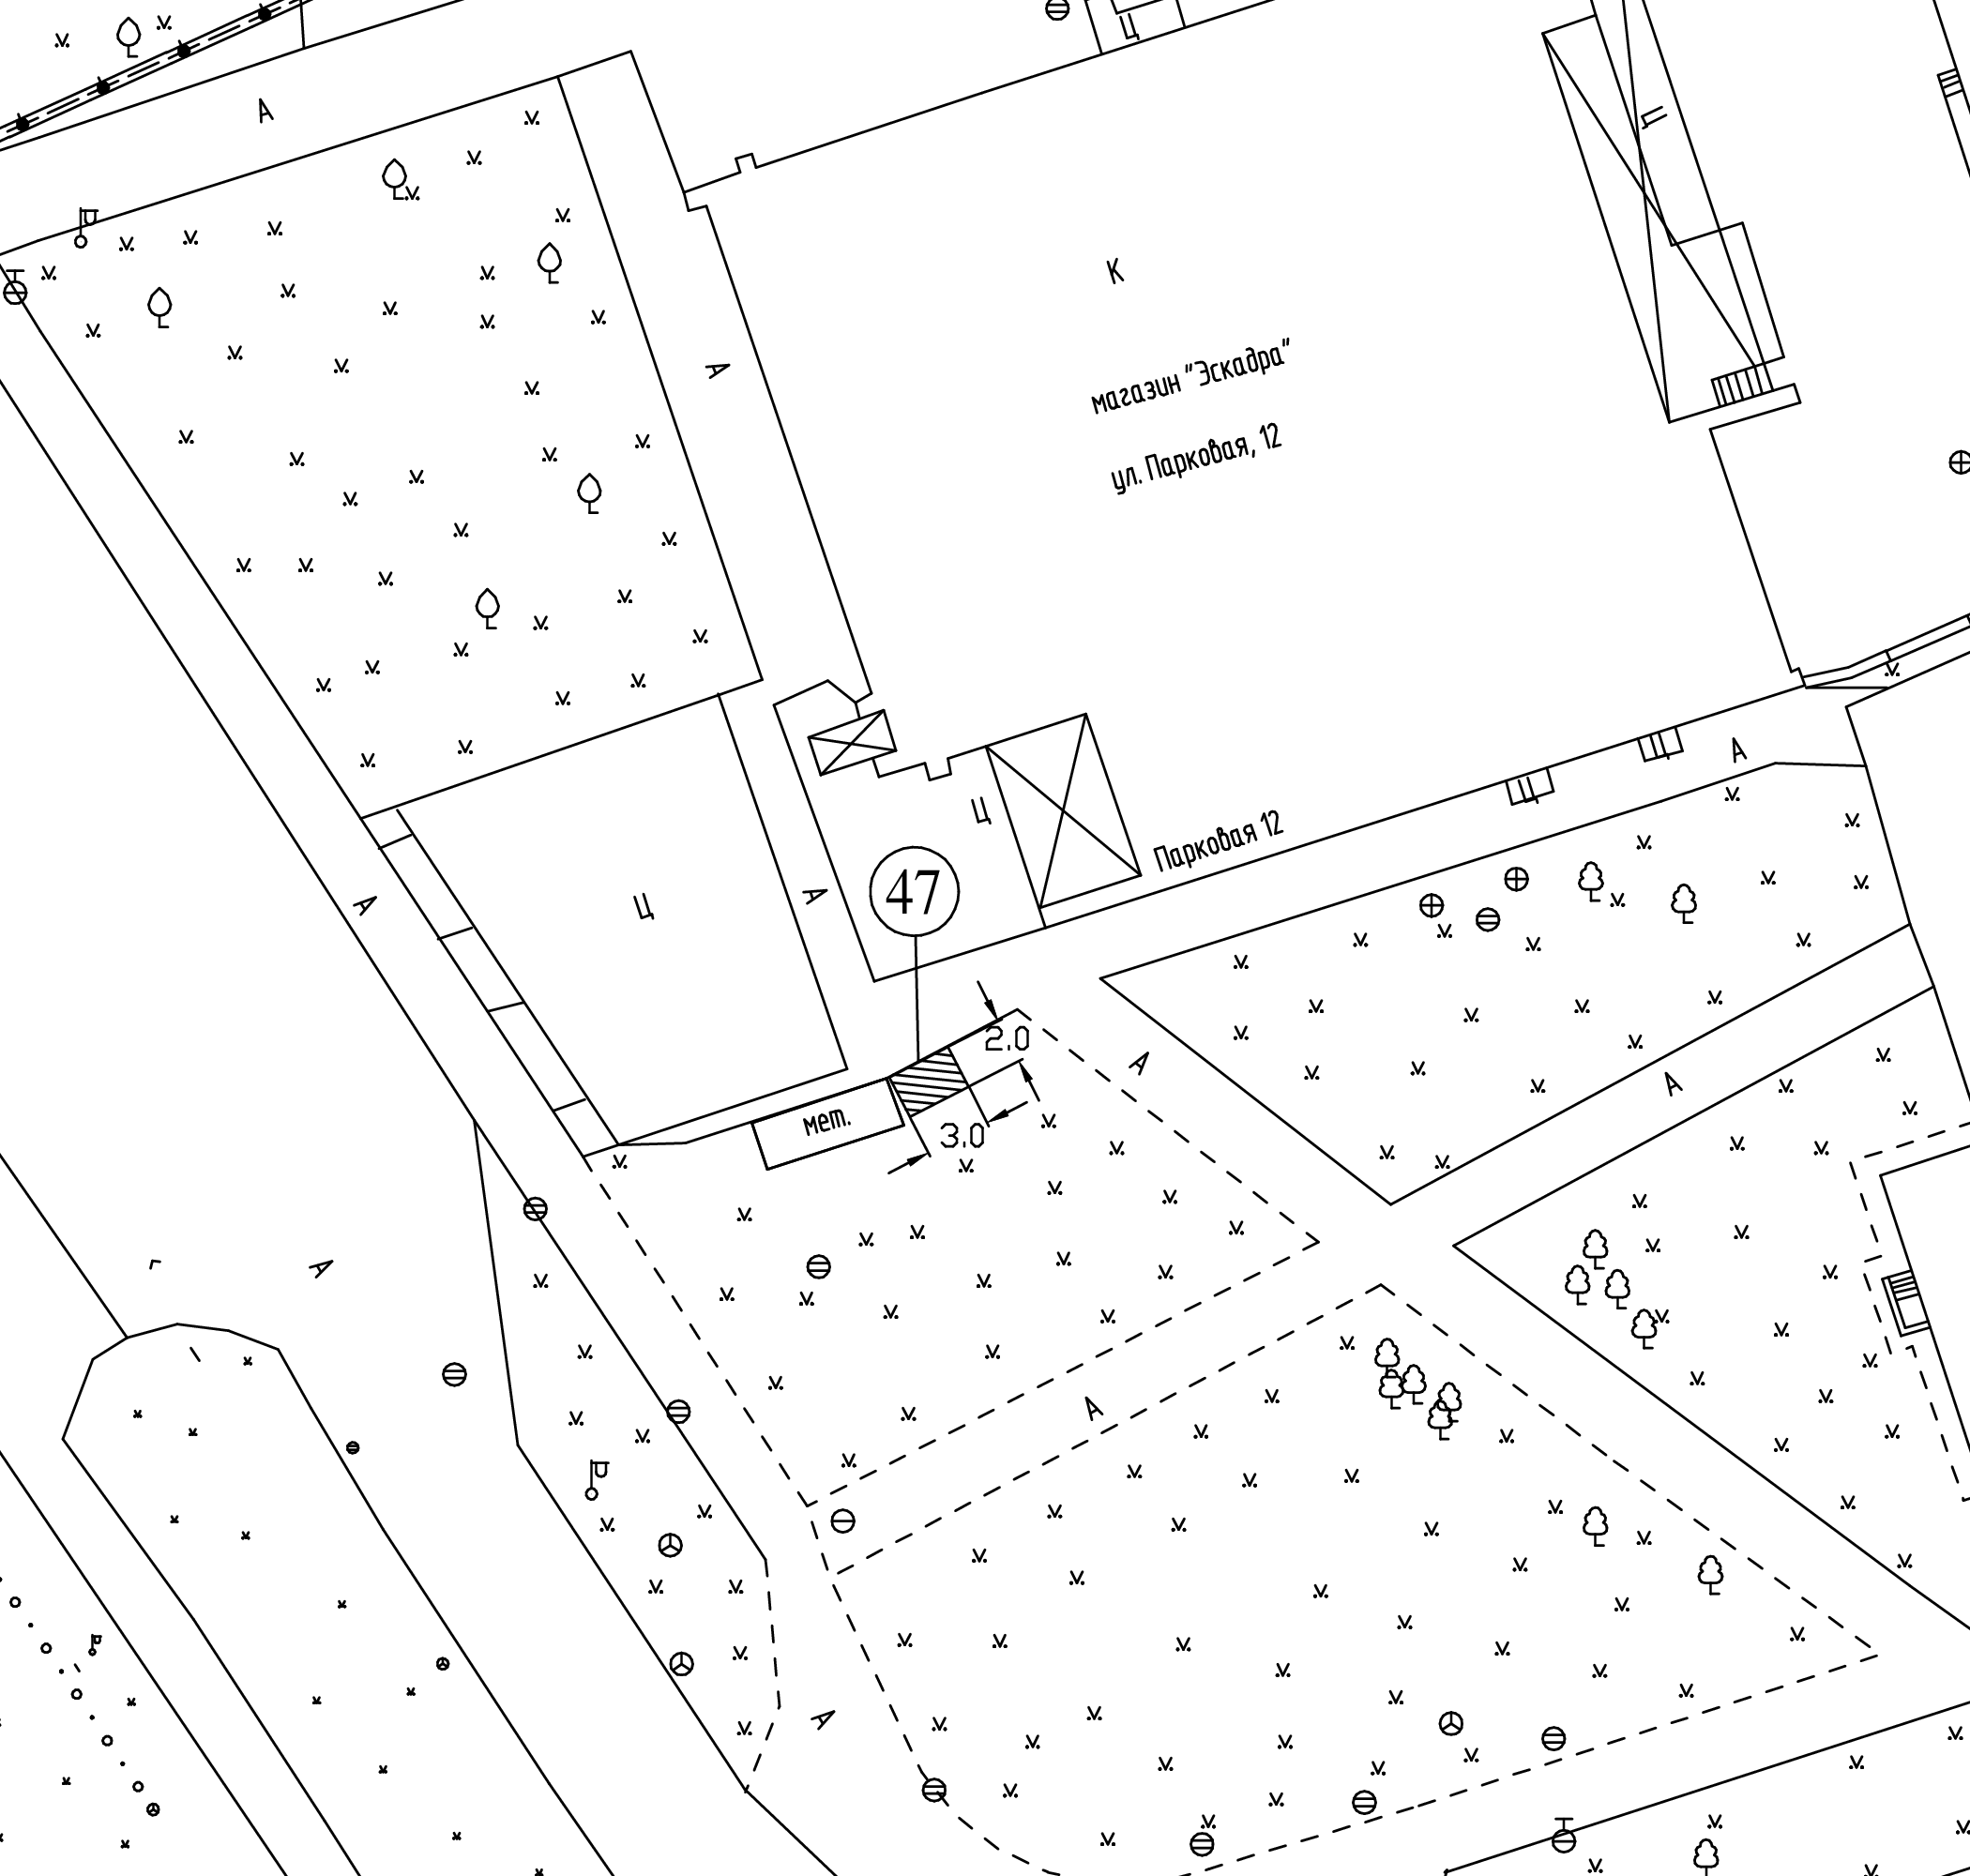 А
Ц
П
К
А
магазин "Эскадра"
ул. Парковая, 12
А
Ц
Парковая 12
47
А
Ц
А
2.0
А
А
мет.
3.0
Г
А
А
А